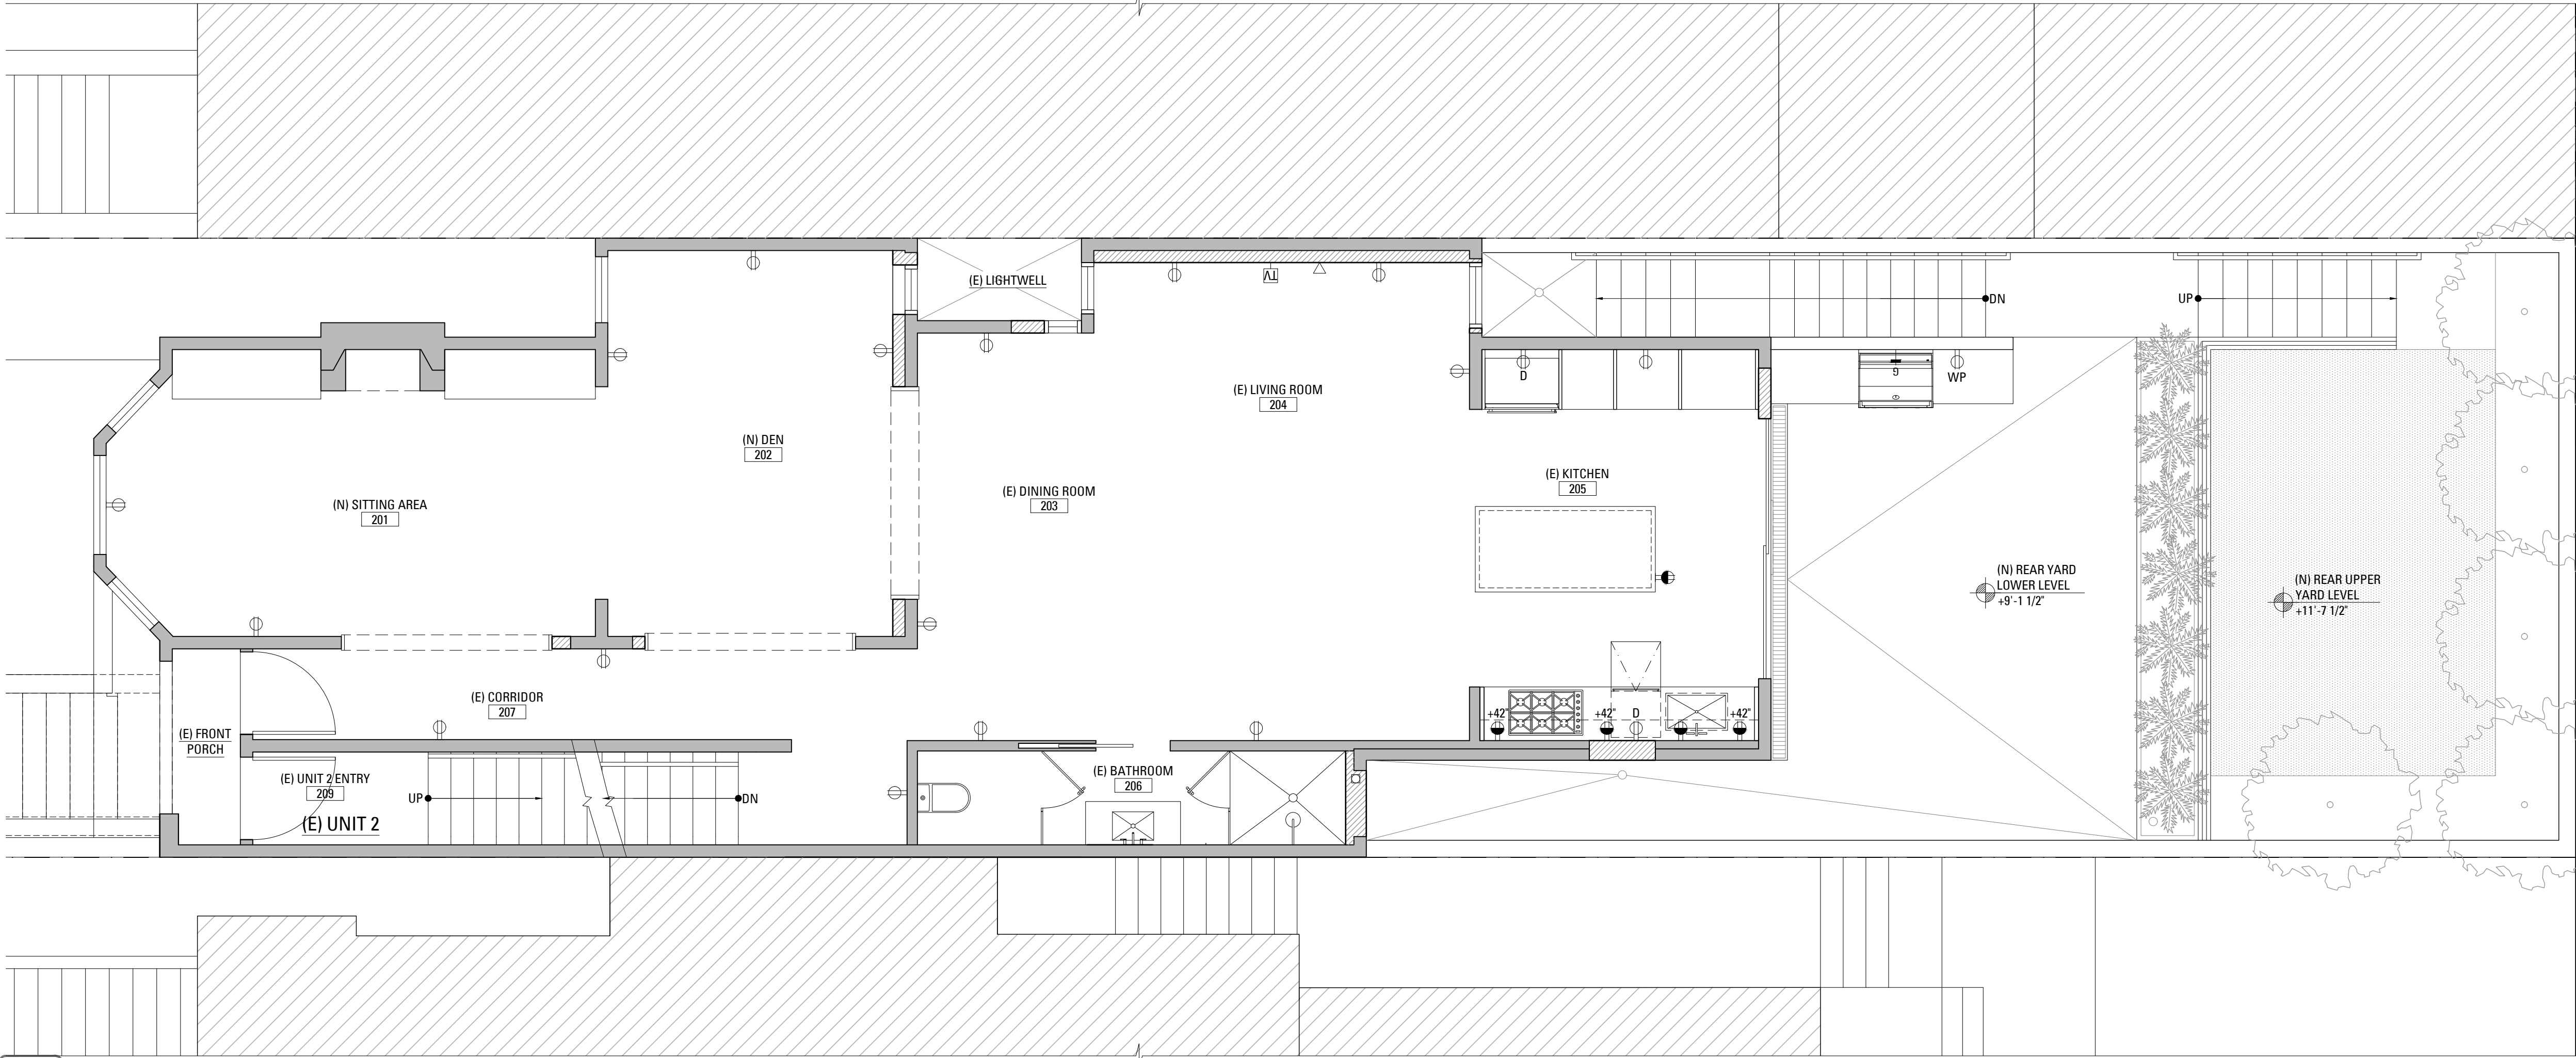 (E) LIGHTWELL
TV
DN
UP
(E) LIVING ROOM
204
D
9
WP
(N) DEN
202
(E) KITCHEN
205
(N) SITTING AREA
201
(E) DINING ROOM
203
(N) REAR YARD
LOWER LEVEL
+9'-1 1/2"
(N) REAR UPPER
YARD LEVEL
+11'-7 1/2"
(E) CORRIDOR
207
(E) FRONT
PORCH
+42"
+42"
D
+42"
(E) UNIT 2 ENTRY
209
(E) UNIT 2
UP
DN
(E) BATHROOM
206